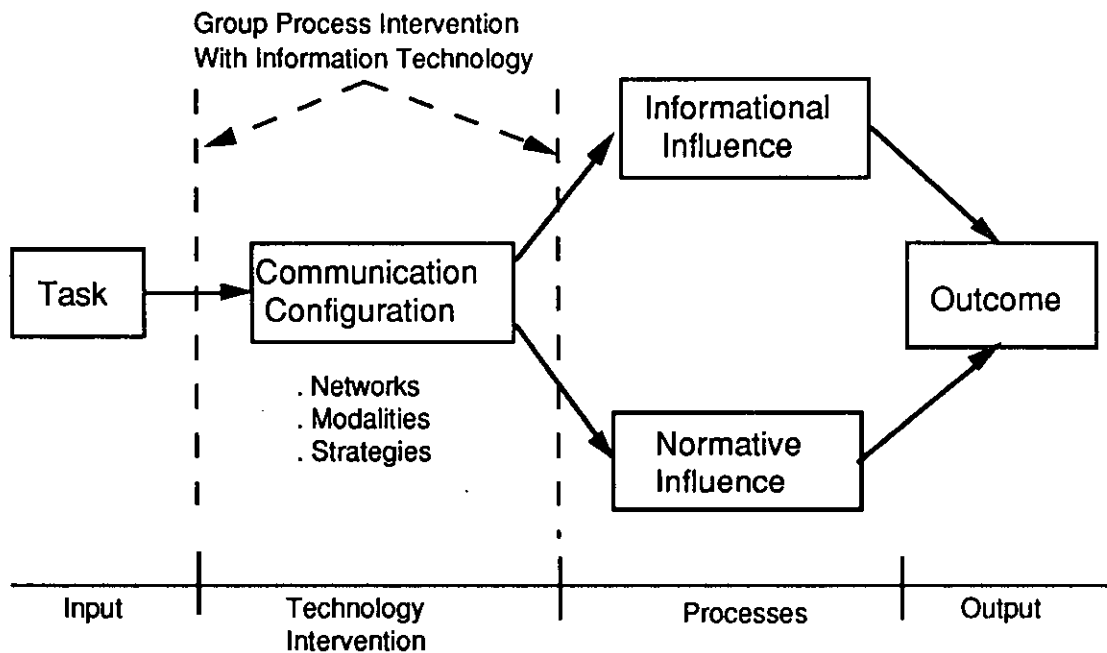 Group Process Intervention
With Information Technology
Informational
Influence
Task
Communication
Configuration
Outcome
. Networks
. Modalities
. Strategies
Normative
Influence
Input
Technology
Intervention
Processes
Output